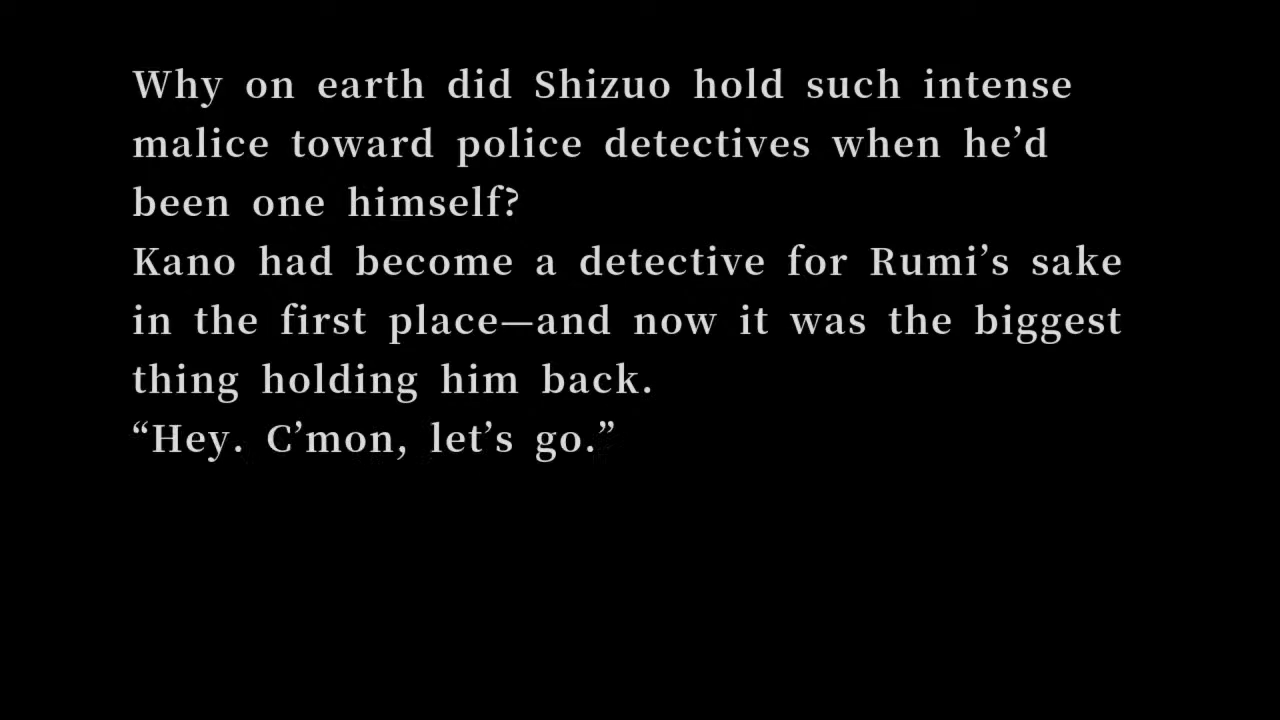 Why on earth did Shizuo hold such intense
malice toward police detectives when he’d
been one himself?
Kano had become a detective for Rumi’s sake
in the first place—and now it was the biggest
thing holding him back.
“Hey. C’mon, let’s go.”